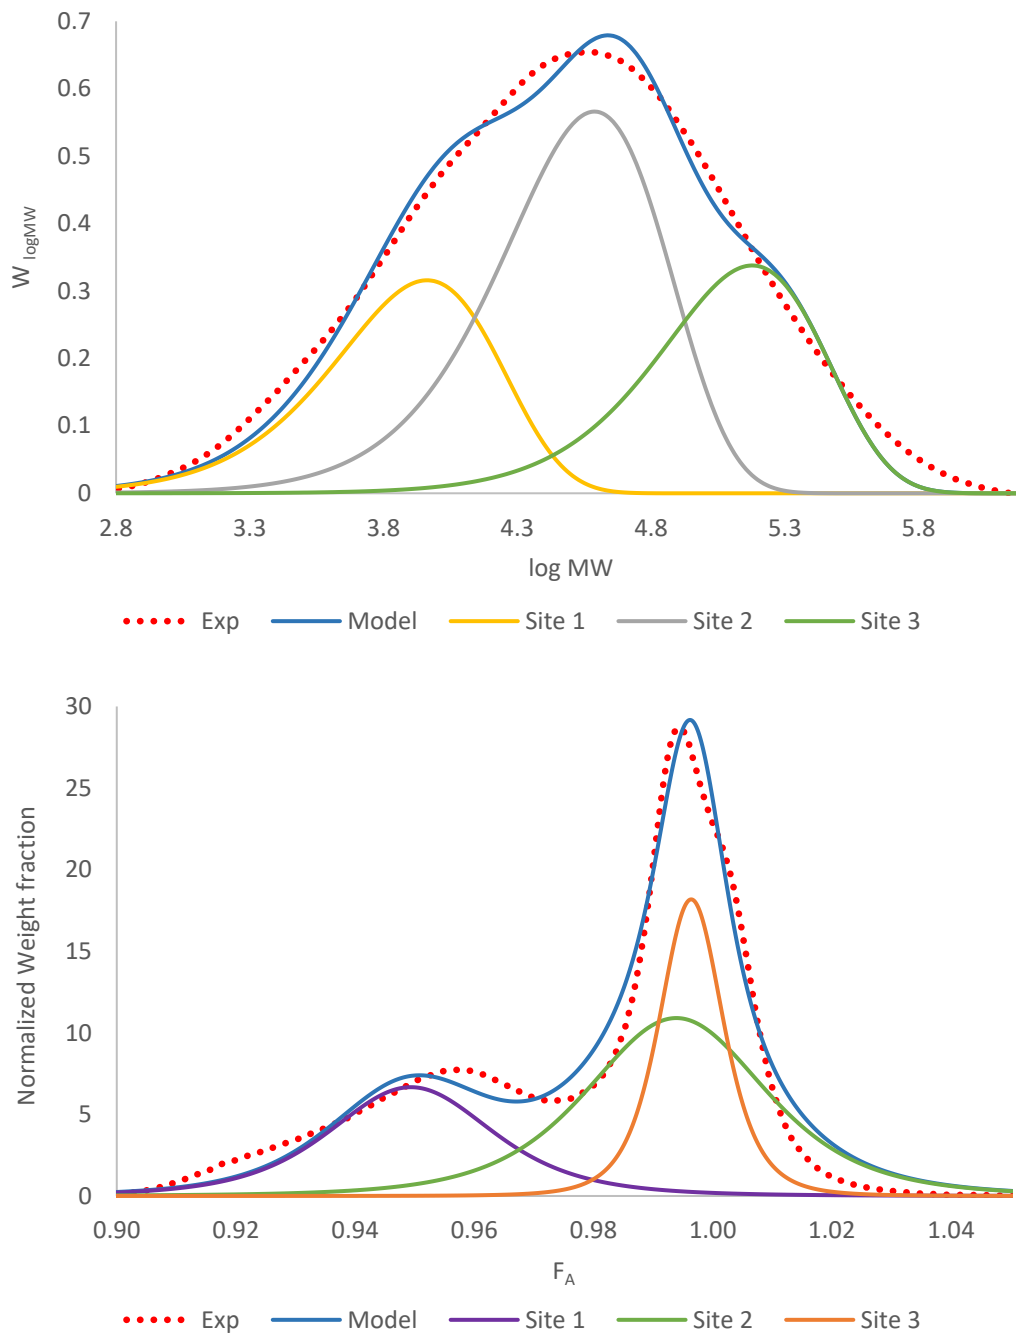 0.7
0.6
0.5
0.4
0.3
0.2
0.1
0
W logMW
2.8 3.3 3.8 4.3 4.8 5.3 5.8
log MW
Exp Model Site 1 Site 2 Site 3
30
25
20
15
10
5
0
Normalized Weight fraction
0.90 0.92 0.94 0.96 0.98 1.00 1.02 1.04
FA
Exp Model Site 1 Site 2 Site 3